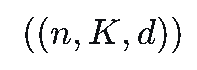 ((n, K, d))